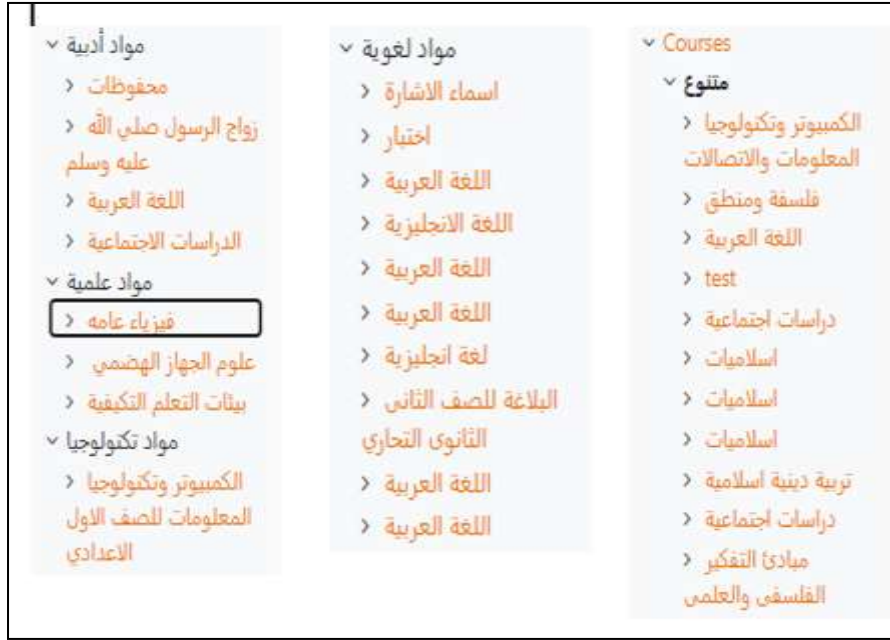 Courses
متنوع
الكمبيوتر وتكنولوجيا
المعلومات والاتصالات
فلسفة ومنطق
اللغة العربية
test
دراسات اجتماعية
اسلاميات
اسلاميات
اسلاميات
تربية دينية اسلامية
دراسات اجتماعية
مبادئ التفكير
الفلسفى والعلمى
مواد لغوية
اسماء الاشارة
اختبار
اللغة العربية
اللغة الانجليزية
اللغة العربية
اللغة العربية
لغة انجليزية
البلاغة للصف الثانى
الثانوى التجاري
اللغة العربية
اللغة العربية
مواد أدبية
محفوظات
زواج الرسول صلي الله
عليه وسلم
اللغة العربية
الدراسات الاجتماعية
مواد علمية
فيزياء عامه
علوم الجهاز الهضمي
بيئات التعلم التكيفية
مواد تكنولوجيا
الكمبيوتر وتكنولوجيا
المعلومات للصف الاول
الاعدادي